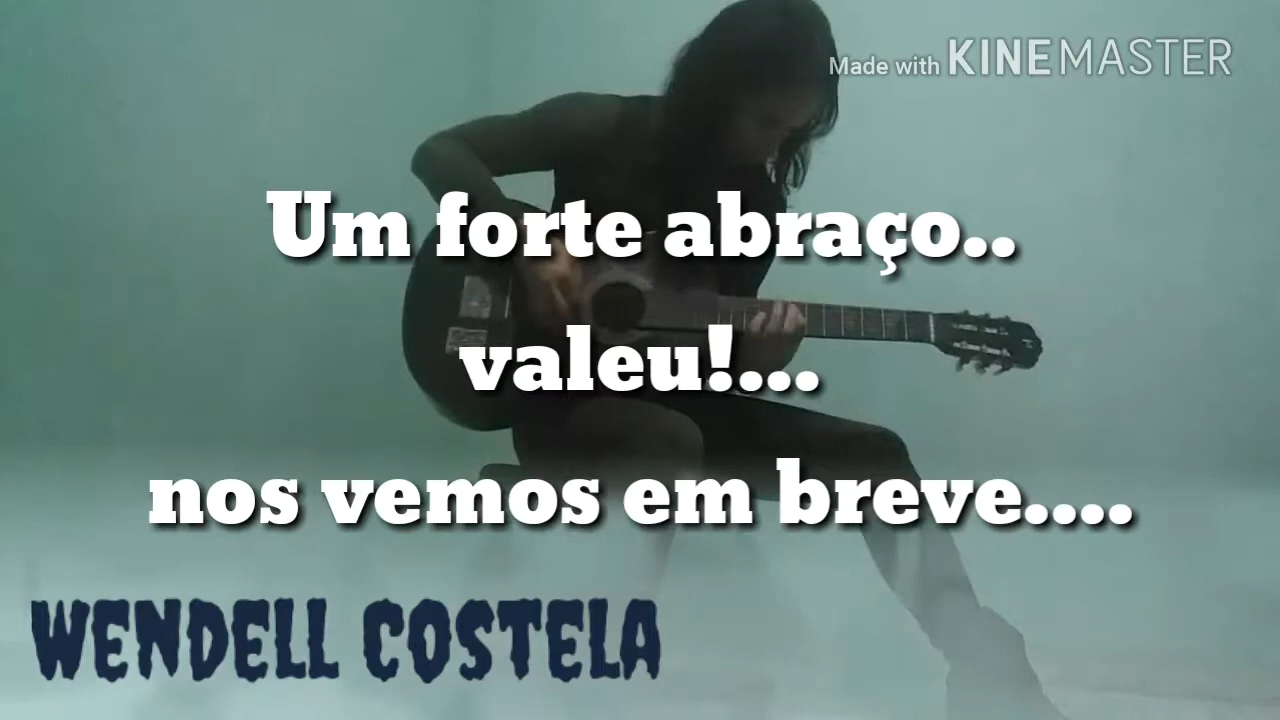 Made with KINEMASTER
Um forte abraço..
valeu!...
nos vemos em breve....
WENDELL COSTELA